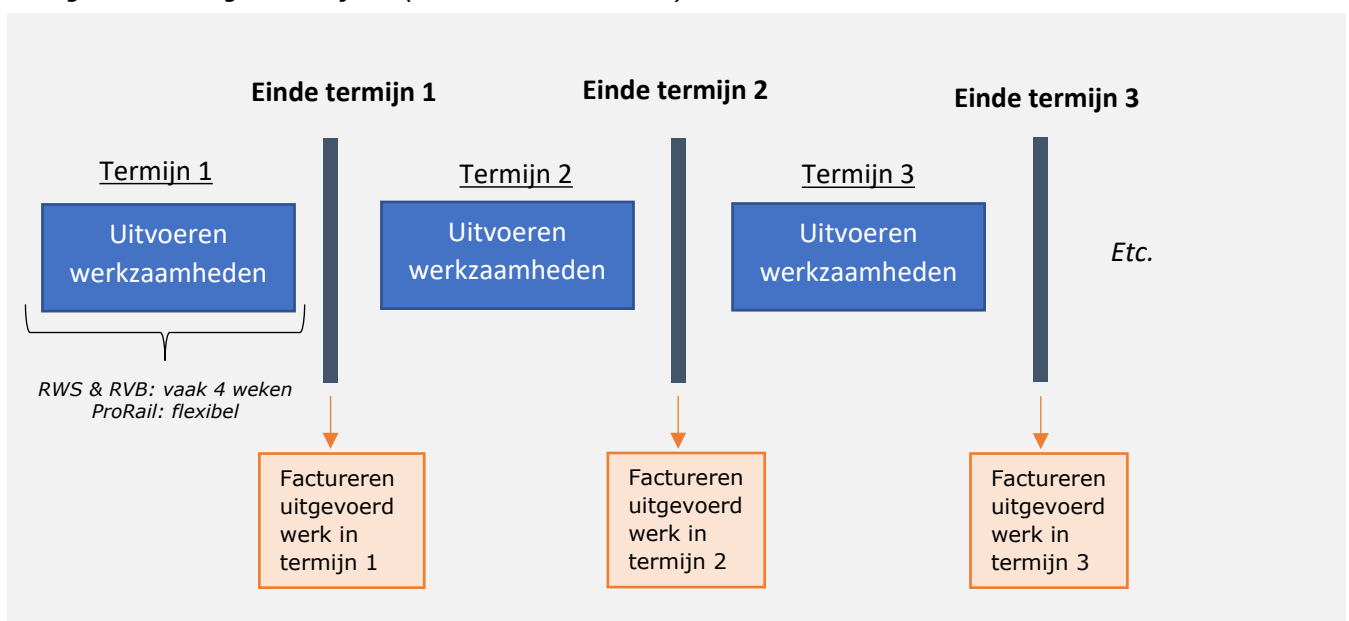 Einde termijn 1
Einde termijn 2
Einde termijn 3
Termijn 1
Termijn 2
Termijn 3
Uitvoeren
werkzaamheden
Uitvoeren
werkzaamheden
Uitvoeren
werkzaamheden
Etc.
RWS & RVB: vaak 4 weken
ProRail: flexibel
Factureren
uitgevoerd
werk in
termijn 1
Factureren
uitgevoerd
werk in
termijn 2
Factureren
uitgevoerd
werk in
termijn 3